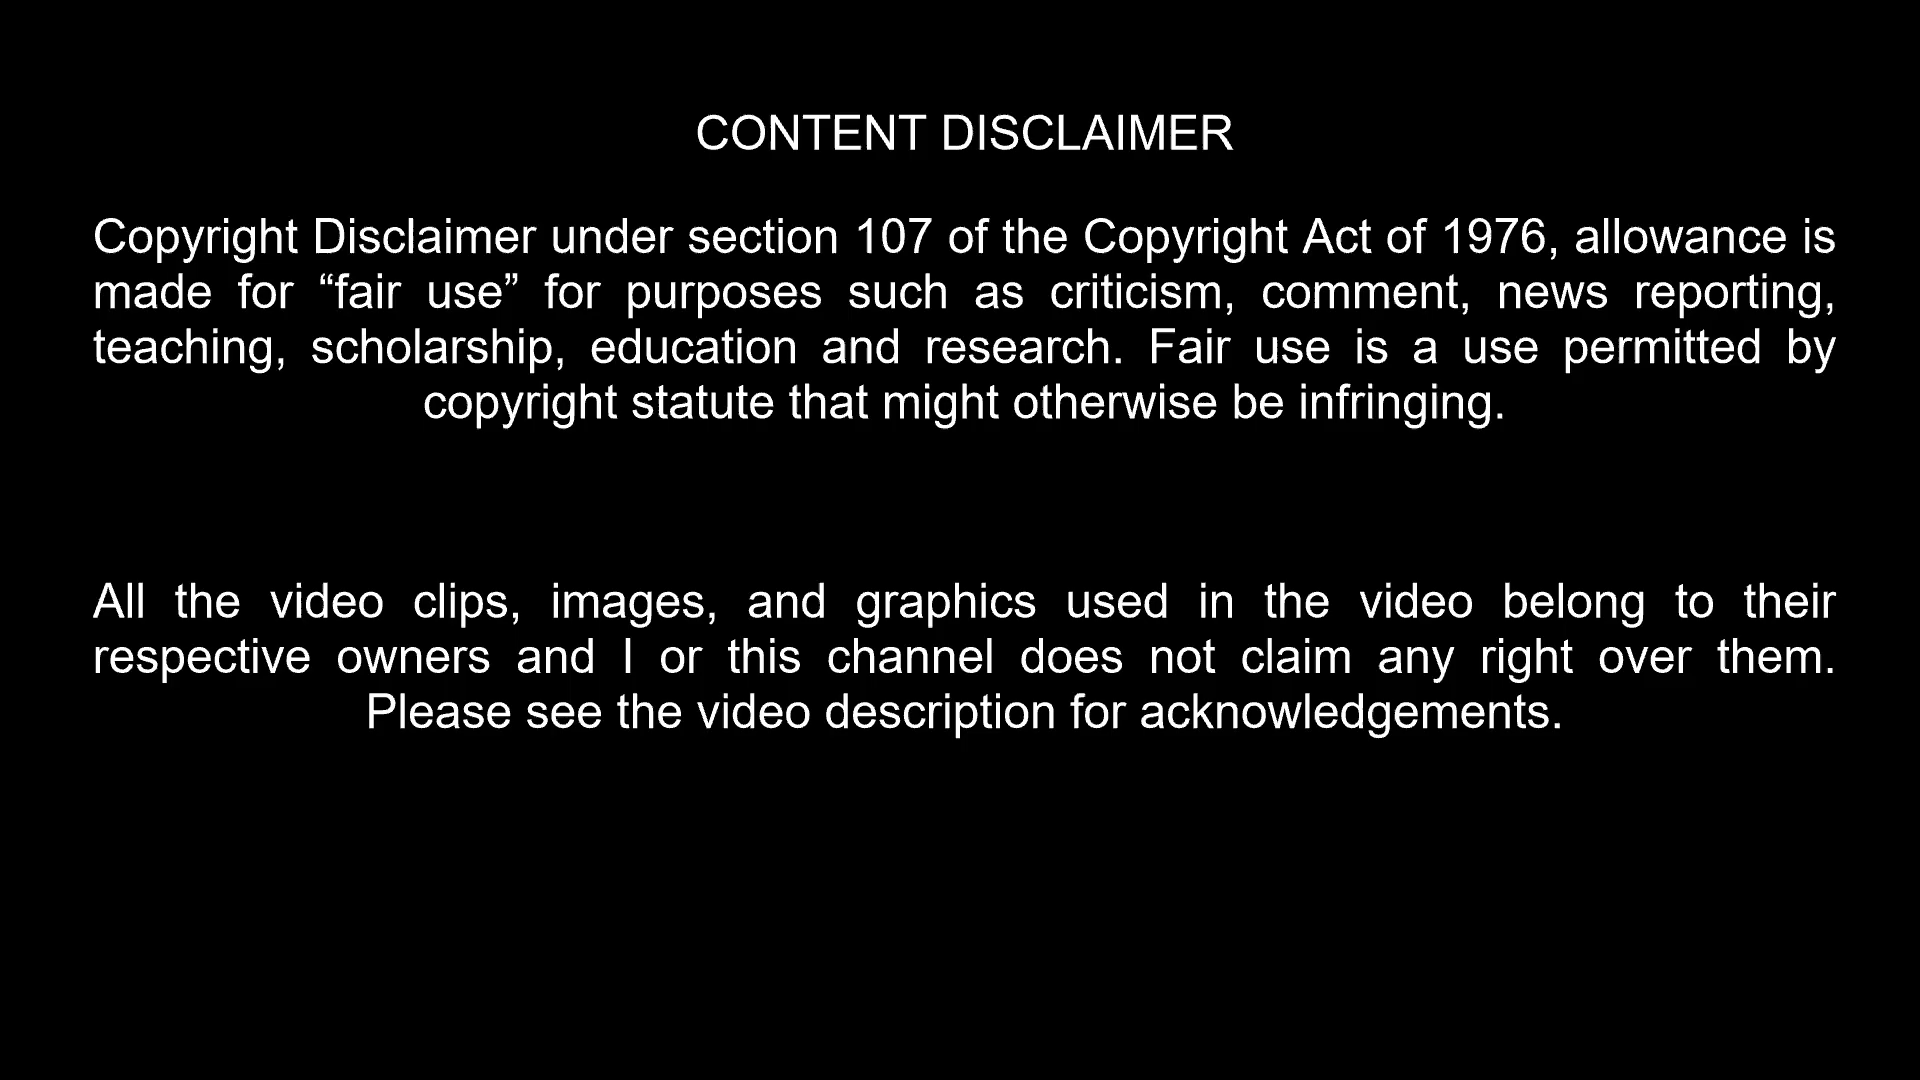 CONTENT DISCLAIMER
Copyright Disclaimer under section 107 of the Copyright Act of 1976, allowance is
made for “fair use” for purposes such as criticism, comment, news reporting,
teaching, scholarship, education and research. Fair use is a use permitted by
copyright statute that might otherwise be infringing.
All the video clips, images, and graphics used in the video belong to their
respective owners and I or this channel does not claim any right over them.
Please see the video description for acknowledgements.